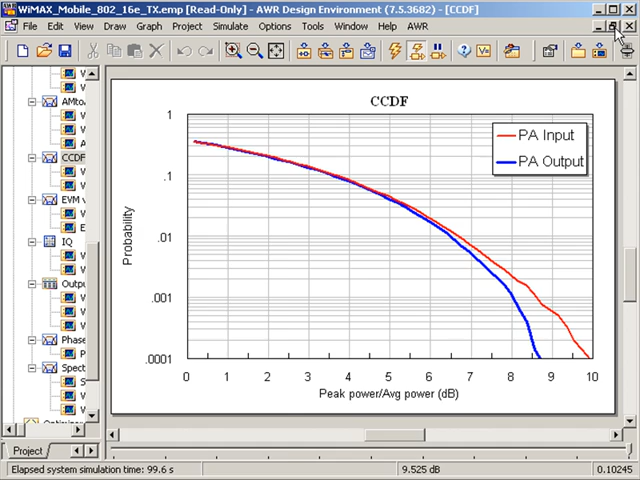 WiMAX_Mobile_802_16e_TX.emp [Read-Only] - AWR Design Environment (7.5.3682) - [CCDF]
File Edit View Draw Graph Project Simulate Options Tools Window Help AWR
AMto
CCDF
EVM v
E
IQ
Outpu
Phase
P
Spect
S
Project
CCDF
PA Input
PA Output
1
.1
.01
.001
.0001
Probability
0 1 2 3 4 5 6 7 8 9 10
Peak power/Avg power (dB)
Elapsed system simulation time: 99.6 s
9.525 dB
0.10245